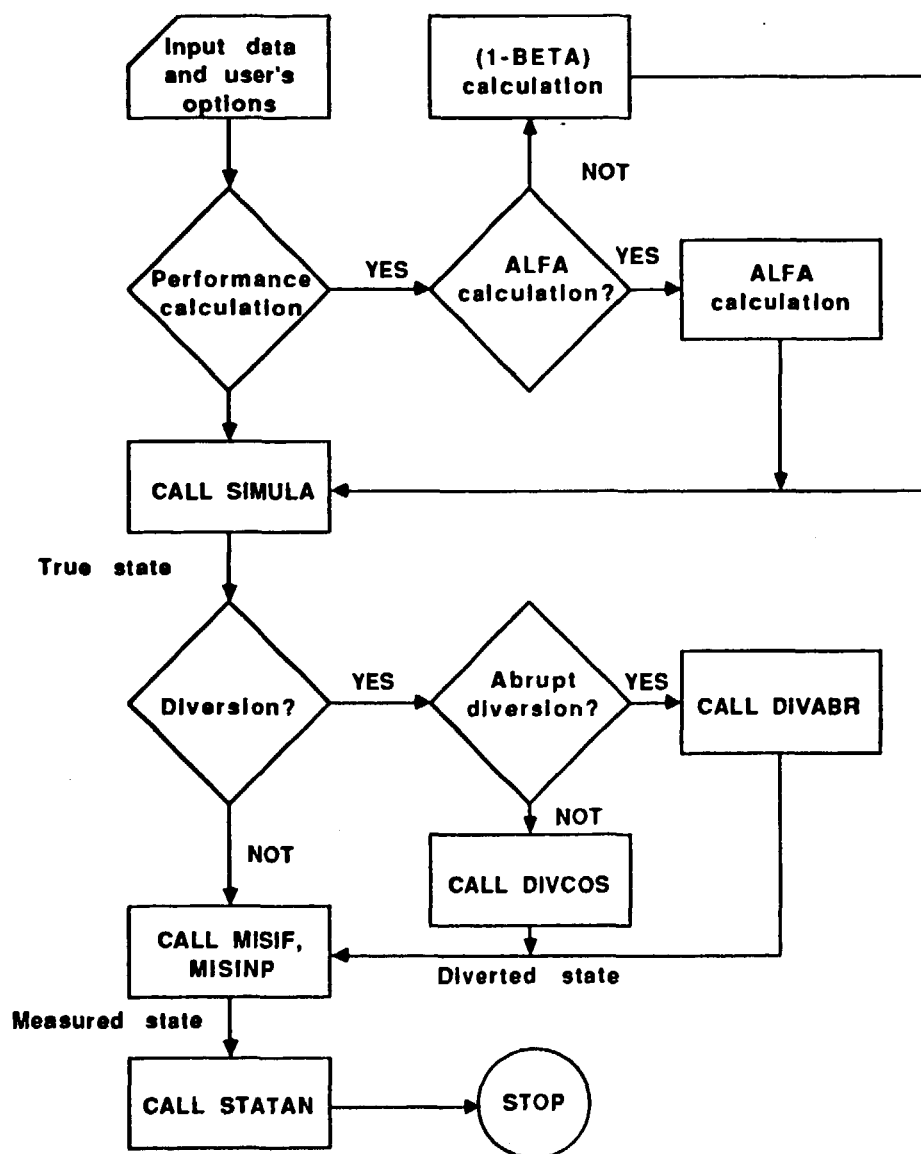 Input data
and user's
options
(1-BETA)
calculation
NOT
Performance
calculation
YES
ALFA
calculation?
YES
ALFA
calculation
CALL SIMULA
True state
Diversion?
YES
Abrupt
diversion?
YES
CALL DIVABR
NOT
NOT
CALL DIVCOS
CALL MISIF,
MISINP
Diverted state
Measured state
CALL STATAN
STOP